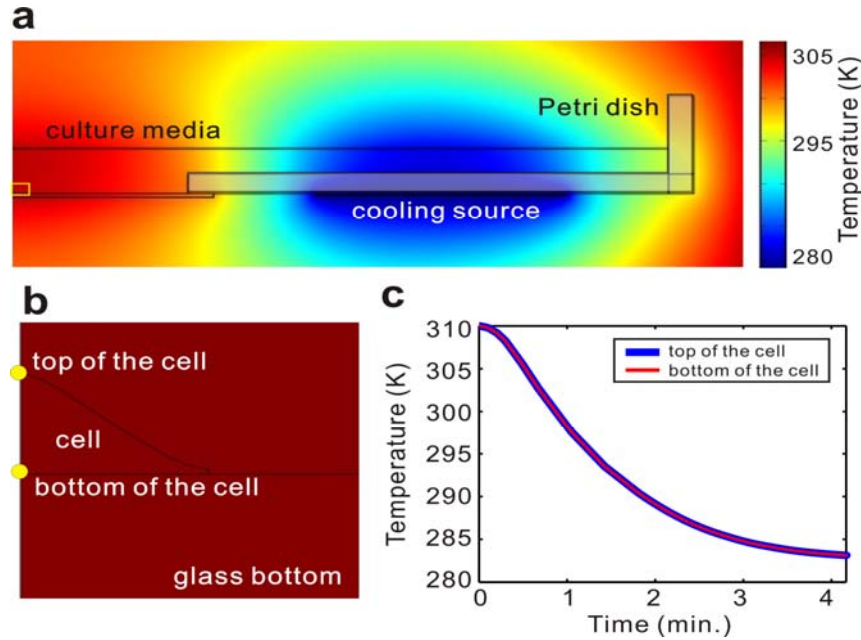 a
culture media
Petri dish
cooling source
305
295
280
Temperature (K)
b
top of the cell
cell
bottom of the cell
glass bottom
c
310
305
300
295
290
285
280
Temperature (K)
top of the cell
bottom of the cell
0 1 2 3 4
Time (min.)